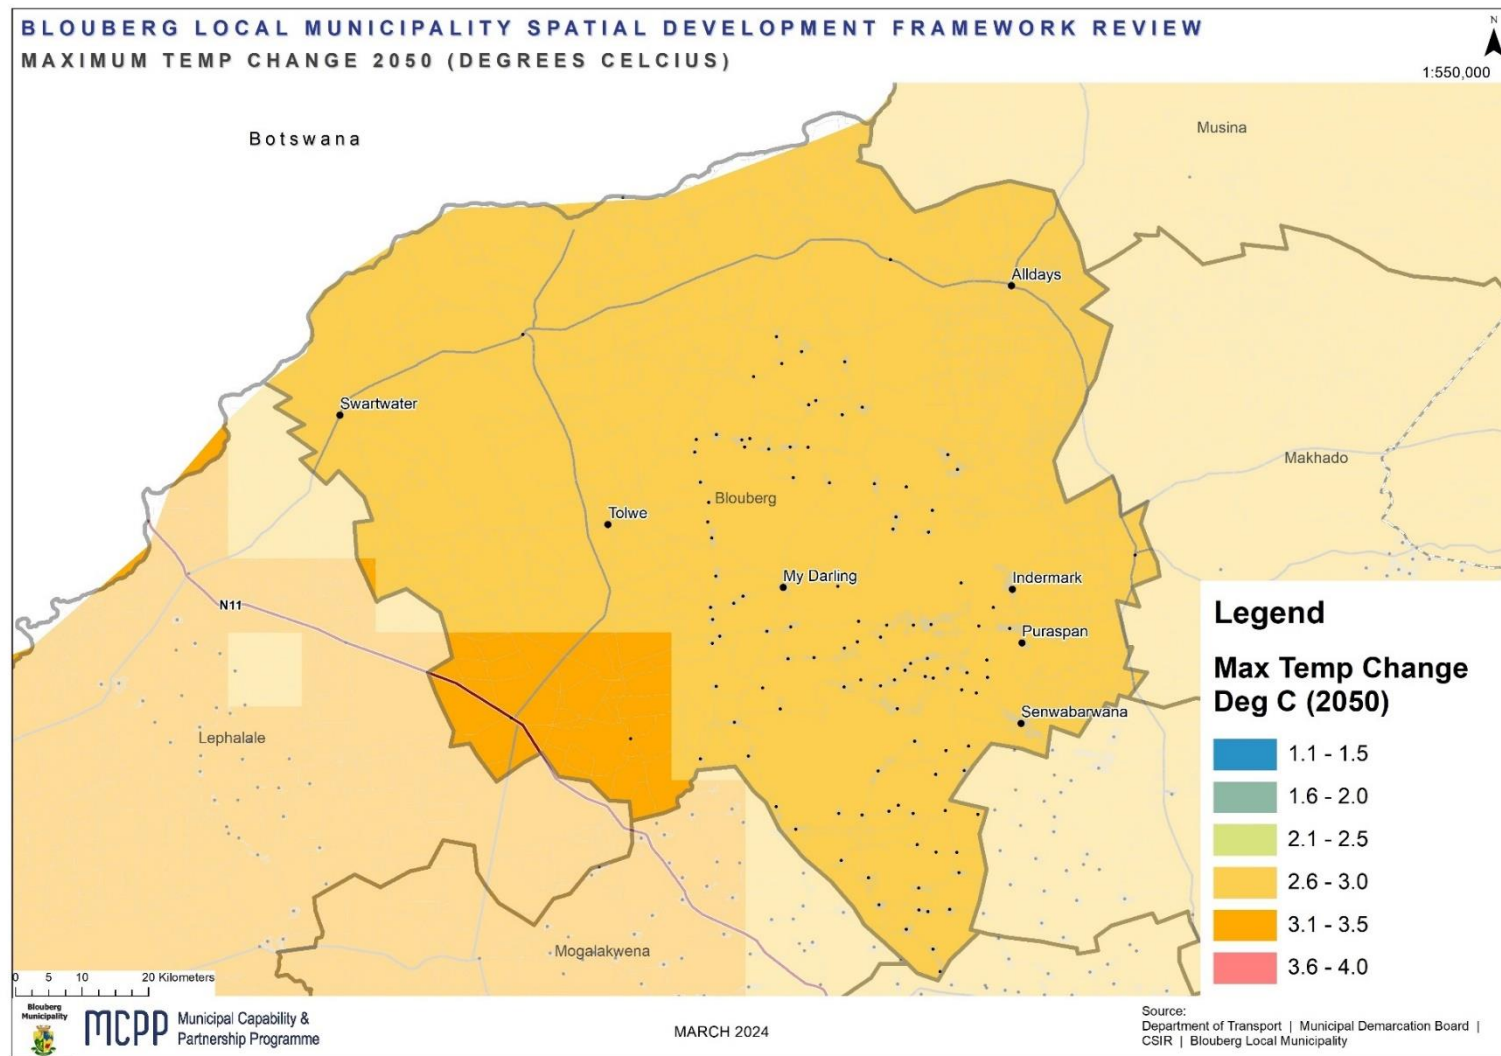 BLOUBERG LOCAL MUNICIPALITY SPATIAL DEVELOPMENT FRAMEWORK REVIEW
MAXIMUM TEMP CHANGE 2050 (DEGREES CELCIUS)
N
1:550,000
Botswana
Musina
Alldays
Swartwater
Makhado
Blouberg
Tolwe
My Darling
Indermark
N11
Puraspan
Senwabarwana
Lephalale
Mogalakwena
Legend
Max Temp Change
Deg C (2050)
1.1 - 1.5
1.6 - 2.0
2.1 - 2.5
2.6 - 3.0
3.1 - 3.5
3.6 - 4.0
0 5 10 20 Kilometers
Blouberg
Municipality
MCPP
Municipal Capability &
Partnership Programme
MARCH 2024
Source:
Department of Transport | Municipal Demarcation Board |
CSIR | Blouberg Local Municipality